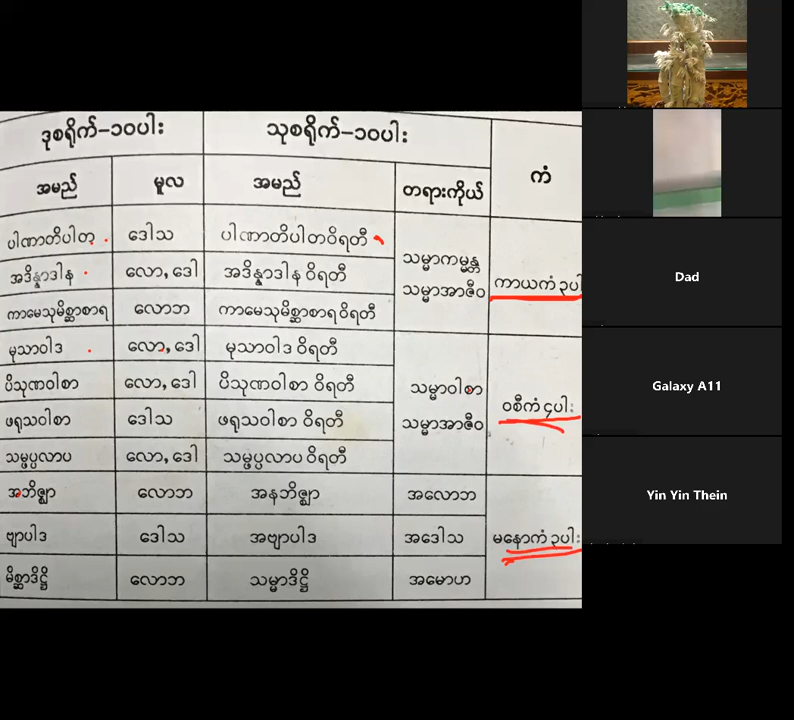 ဒုစရိုက်–၁၀ပါး သုစရိုက်–၁၀ပါး ကံ
အမည် မူလ အမည် တရားကိုယ်
ပါဏာတိပါတ ဒေါသ ပါဏာတိပါတဝိရတီ သမ္မာကမ္မန္တ
အဒိန္နာဒါန လော, ဒေါ အဒိန္နာဒါန ဝိရတီ သမ္မာအာဇီဝ ကာယကံ ၃ပါ
ကာမေသုမိစ္ဆာစာရ လောဘ ကာမေသုမိစ္ဆာစာရဝိရတီ
မုသာဝါဒ လော, ဒေါ မုသာဝါဒ ဝိရတီ
ပိသုဏဝါစာ လော, ဒေါ ပိသုဏဝါစာ ဝိရတီ သမ္မာဝါစာ ဝစီကံ ၄ပါး
ဖရုသဝါစာ ဒေါသ ဖရုသဝါစာ ဝိရတီ သမ္မာအာဇီဝ
သမ္ဖပ္ပလာပ လော, ဒေါ သမ္ဖပ္ပလာပ ဝိရတီ
အဘိဇ္ဈာ လောဘ အနဘိဇ္ဈာ အလောဘ
ဗျာပါဒ ဒေါသ အဗျာပါဒ အဒေါသ မနောကံ ၃ပါး
မိစ္ဆာဒိဋ္ဌိ လောဘ သမ္မာဒိဋ္ဌိ အမောဟ
Dad
Galaxy A11
Yin Yin Thein